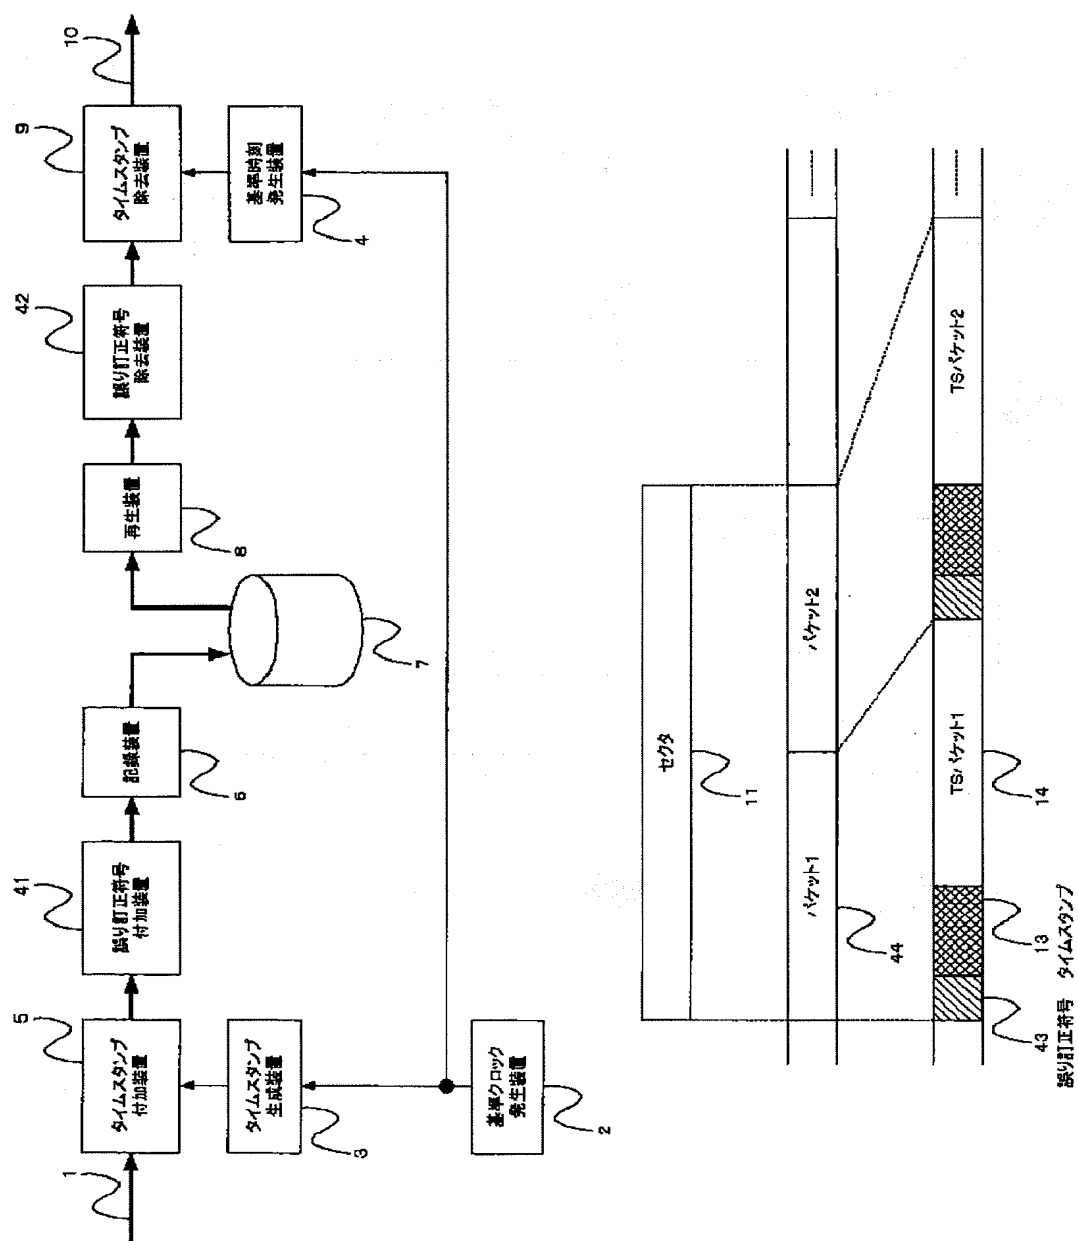 1
タイムスタンプ
付加装置
5
タイムスタンプ
生成装置
3
基準クロック
発生装置
2
誤り訂正符号
付加装置
41
記録装置
6
7
再生装置
8
誤り訂正符号
除去装置
42
タイムスタンプ
除去装置
9
基準時刻
発生装置
4
10
セクタ
11
パケット1
パケット2
44
TSパケット1
TSパケット2
43
13
14
誤り訂正符号
タイムスタンプ